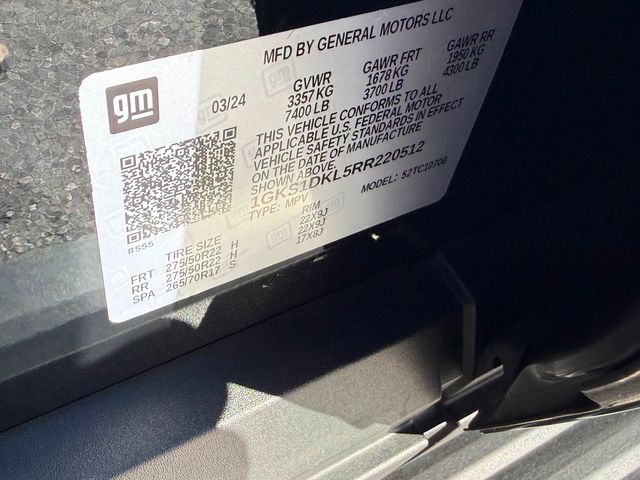 MFD BY GENERAL MOTORS LLC
gm
03/24
GVWR GAWR FRT GAWR RR
3357 KG 1678 KG 1950 KG
7400 LB 3700 LB 4300 LB
THIS VEHICLE CONFORMS TO ALL
APPLICABLE U.S. FEDERAL MOTOR
VEHICLE SAFETY STANDARDS IN EFFECT
ON THE DATE OF MANUFACTURE
SHOWN ABOVE.
1GKS1DKL5RR220512
TYPE: MPV MODEL: 52TC10706
8555
TIRE SIZE RIM
FRT 275/50R22 H 22X9J
RR 275/50R22 H 22X9J
SPA 265/70R17 S 17X8J